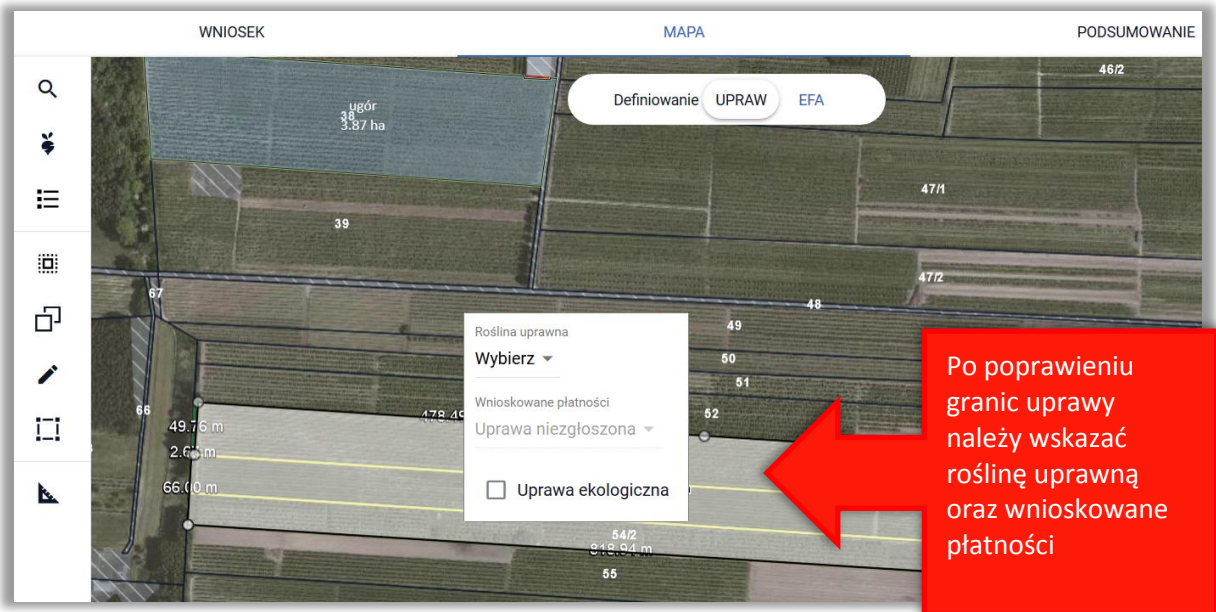 WNIOSEK
MAPA
PODSUMOWANIE
Definiowanie UPRAW EFA
46/2
ugór
38
3.87 ha
47/1
39
47/2
67
48
49
50
51
52
66
Roślina uprawna
Wybierz
Wnioskowane płatności
Uprawa niezgłoszona
Uprawa ekologiczna
49.76 m
66.00 m
54/2
818.94 m
55
Po poprawieniu
granic uprawy
należy wskazać
roślinę uprawną
oraz wnioskowane
płatności